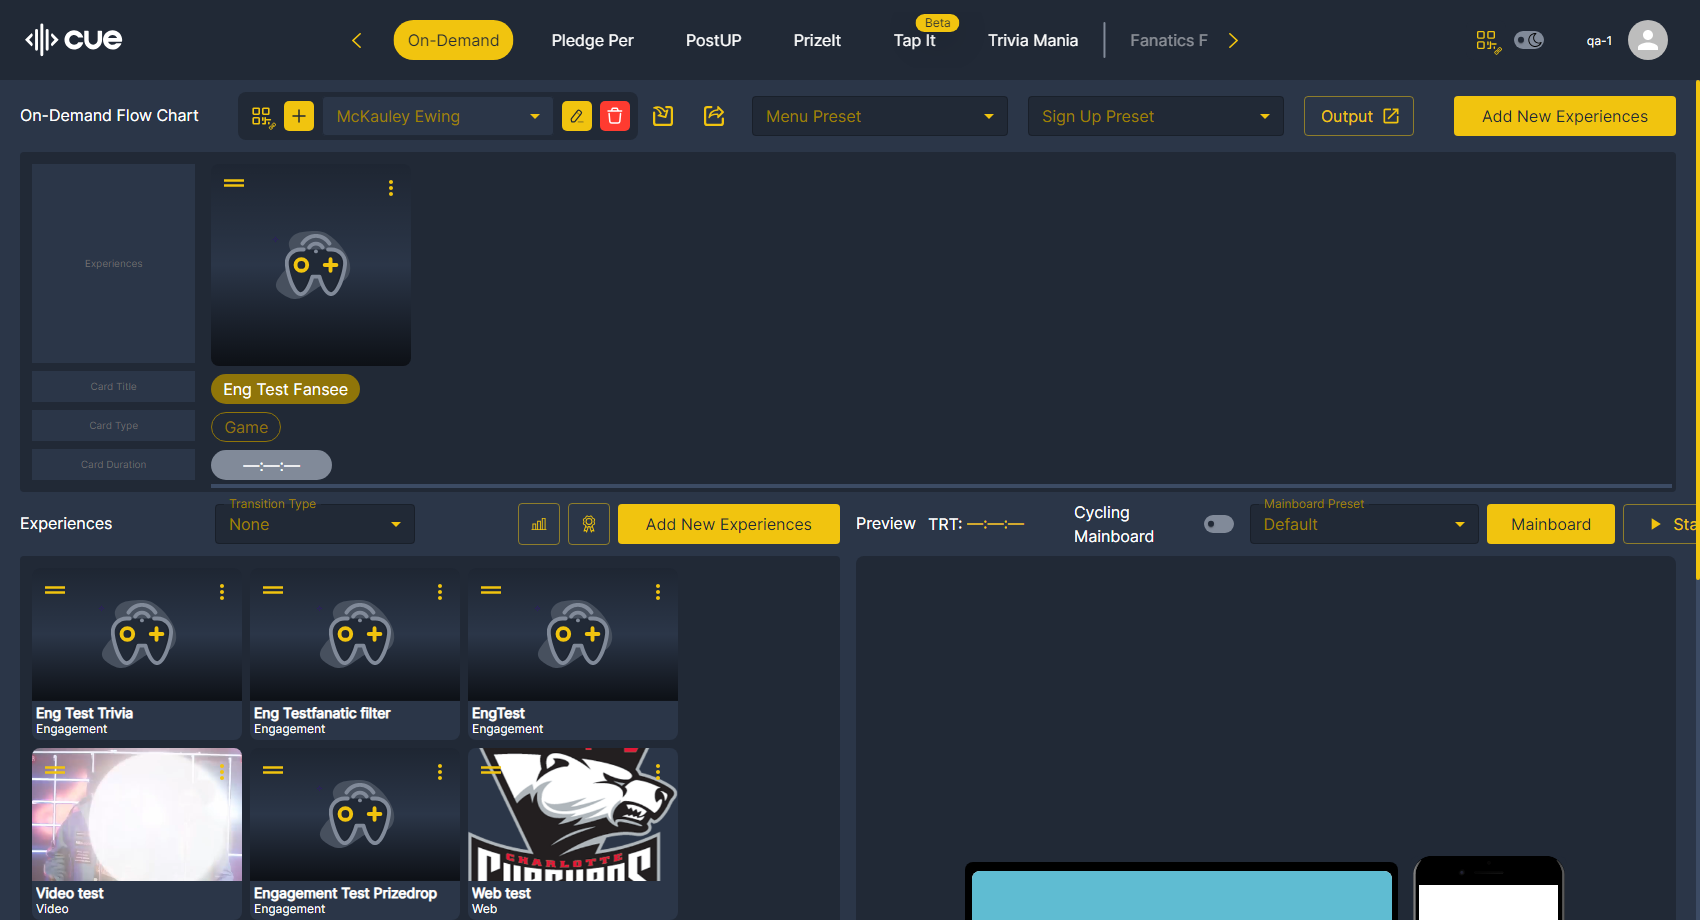 cue
On-Demand
Pledge Per
PostUP
PrizeIt
Beta
Tap It
Trivia Mania
Fanatics F
qa-1
On-Demand Flow Chart
McKauley Ewing
Menu Preset
Sign Up Preset
Output
Add New Experiences
Experiences
Card Title
Eng Test Fansee
Card Type
Game
Card Duration
—:—:—
Experiences
Transition Type
None
Add New Experiences
Preview
TRT: —:—:—
Cycling
Mainboard
Mainboard Preset
Default
Mainboard
Sta
Eng Test Trivia
Engagement
Eng Testfanatic filter
Engagement
EngTest
Engagement
CHARLOTTE
Video test
Video
Engagement Test Prizedrop
Engagement
Web test
Web